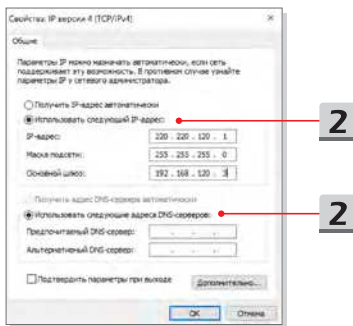 Свойства: IP версии 4 (TCP/IPv4)
Общие
Параметры IP можно назначать автоматически, если сеть
поддерживает эту возможность. В противном случае узнайте
параметры IP у сетевого администратора.
Получить IP-адрес автоматически
Использовать следующий IP-адрес:
2
IP-адрес: 220 . 220 . 120 . 1
Маска подсети: 255 . 255 . 255 . 0
Основной шлюз: 192 . 168 . 120 . 3
Получить адрес DNS-сервера автоматически
Использовать следующие адреса DNS-серверов:
2
Предпочитаемый DNS-сервер: . . .
Альтернативный DNS-сервер: . . .
Подтвердить параметры при выходе
Дополнительно...
OK Отмена